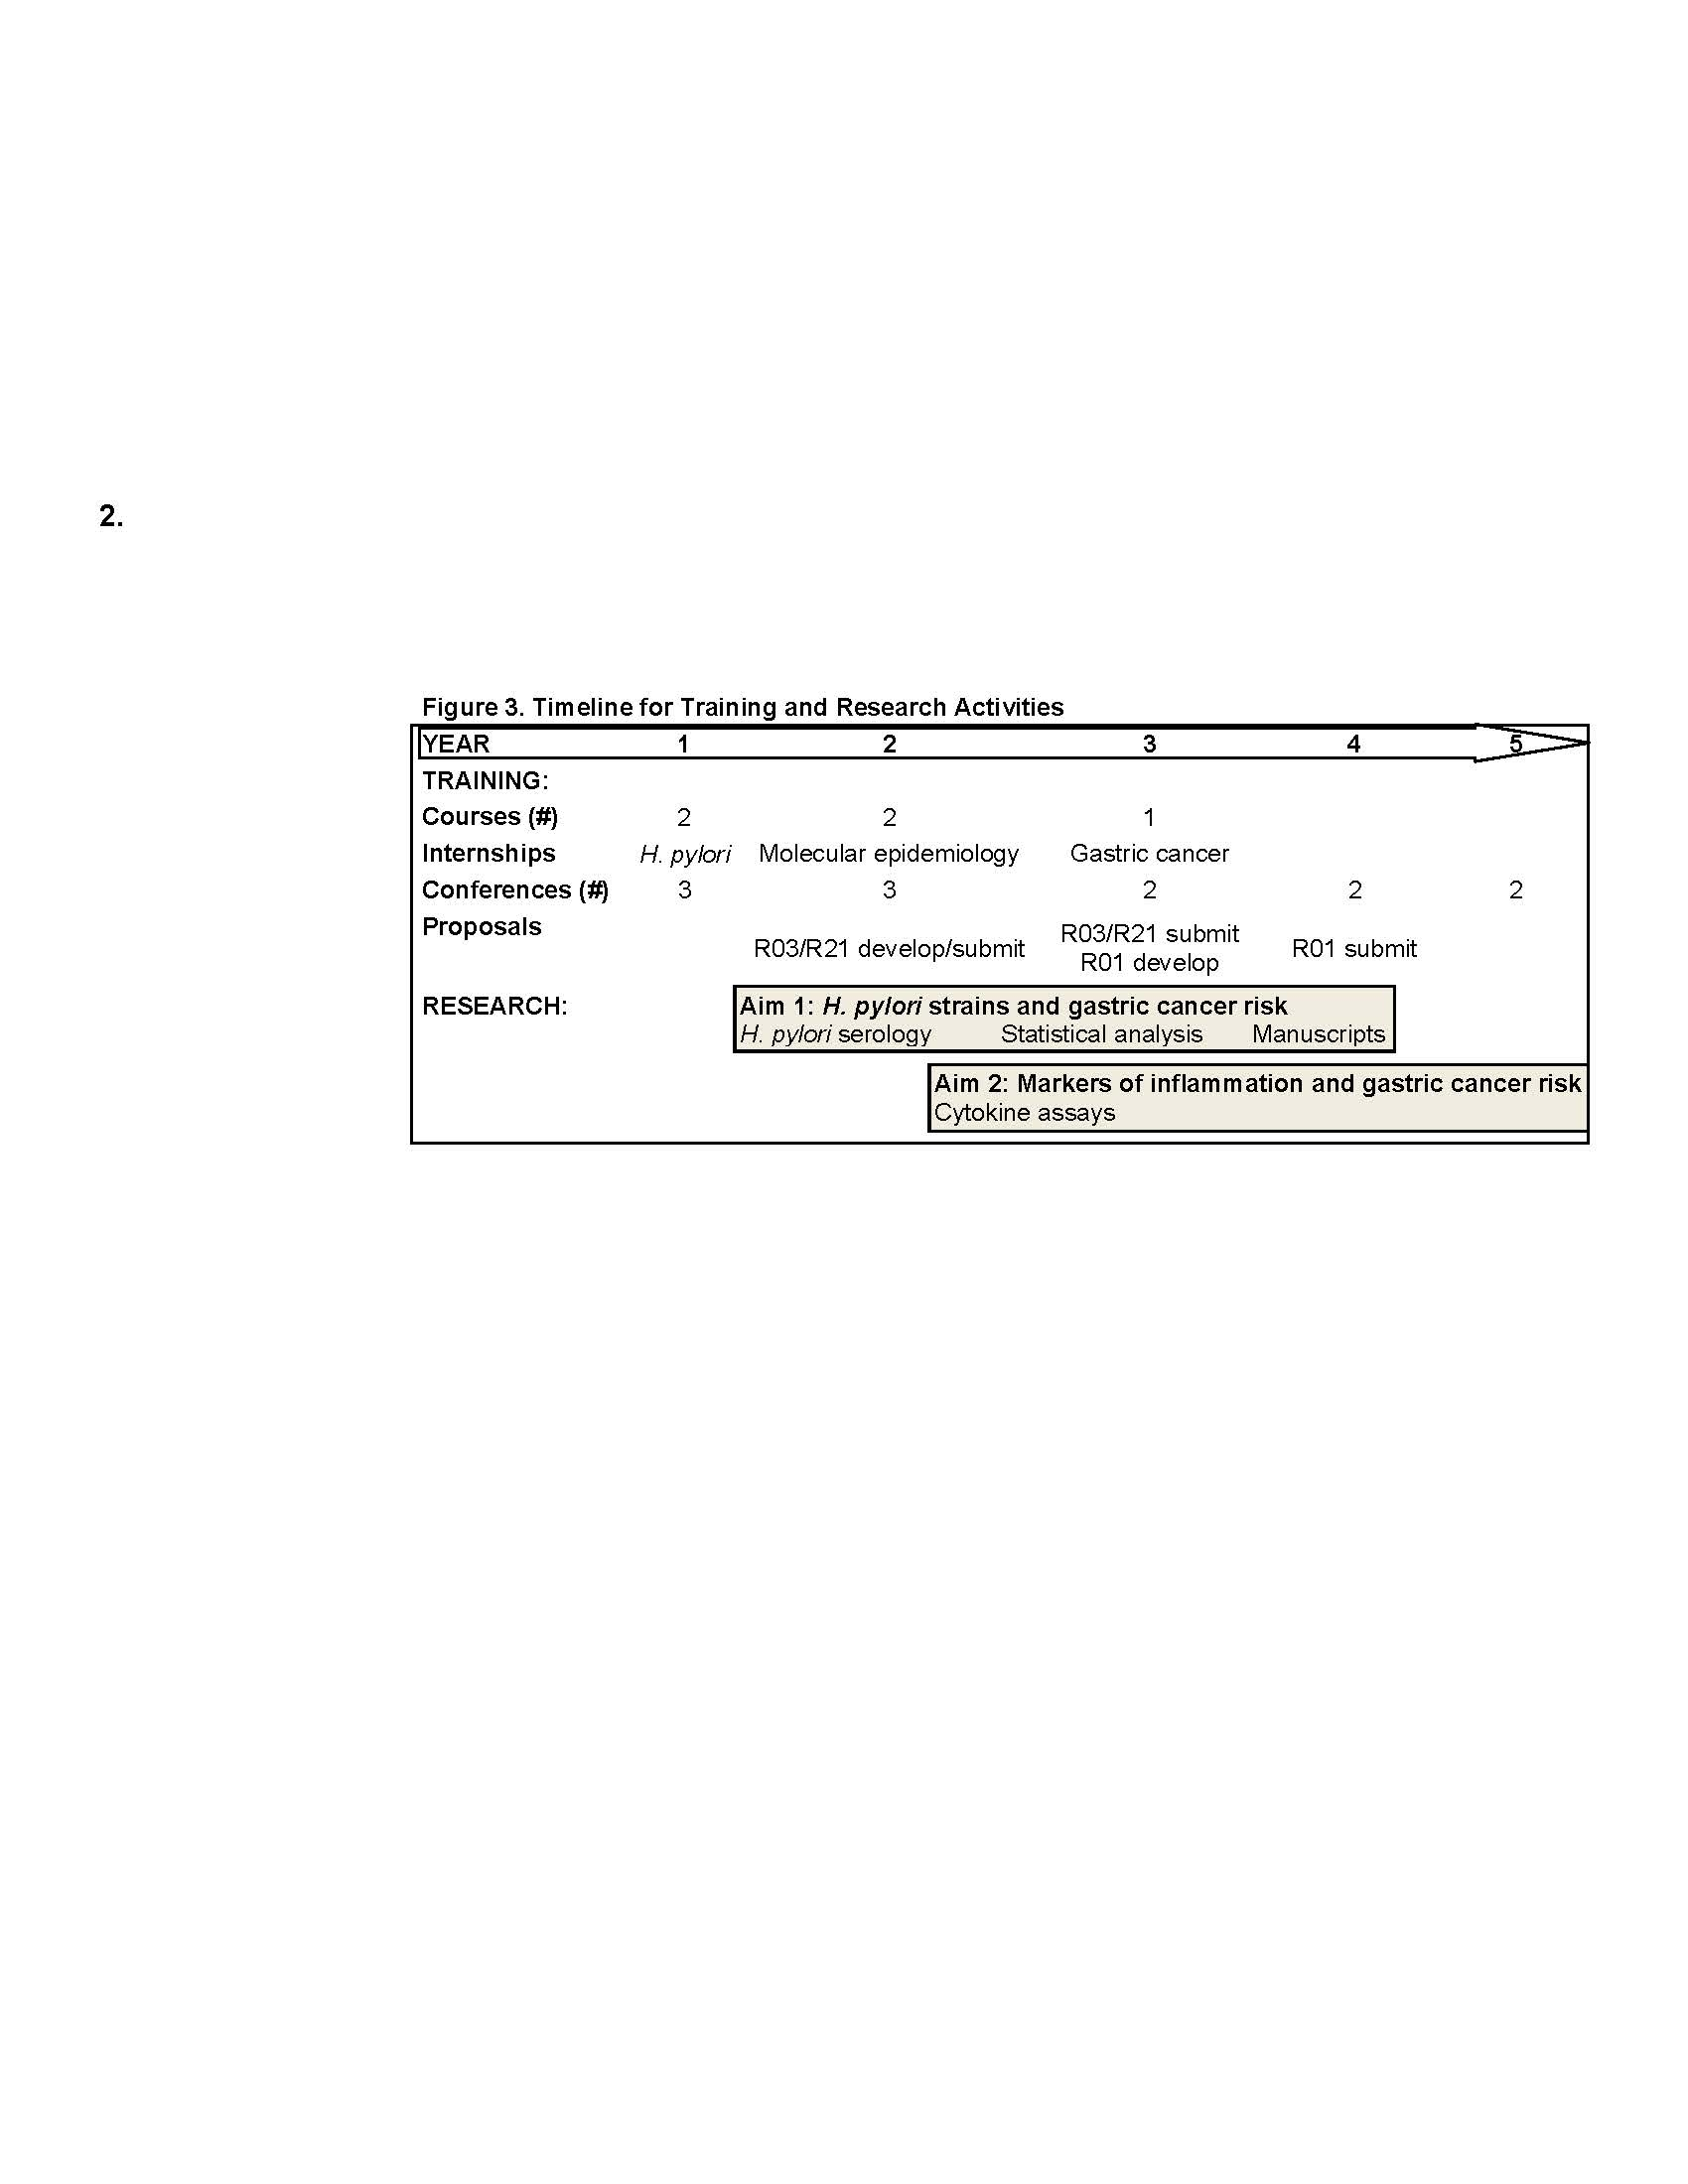 2.
Figure 3. Timeline for Training and Research Activities
YEAR 1 2 3 4 5
TRAINING:
Courses (#) 2 2 1
Internships H. pylori Molecular epidemiology Gastric cancer
Conferences (#) 3 3 2 2 2
Proposals
R03/R21 develop/submit R03/R21 submit R01 submit
R01 develop
RESEARCH: Aim 1: H. pylori strains and gastric cancer risk
H. pylori serology Statistical analysis Manuscripts
Aim 2: Markers of inflammation and gastric cancer risk
Cytokine assays